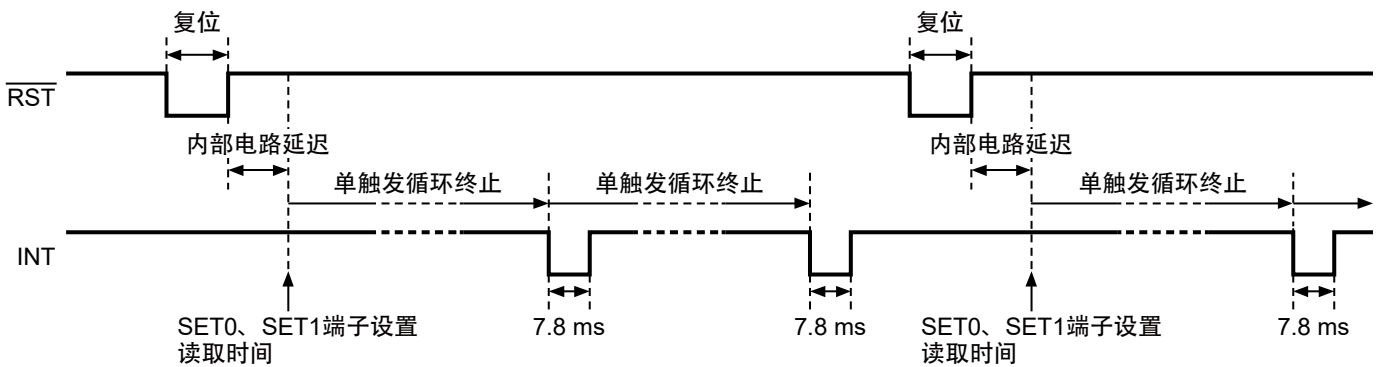 复位
复位
RST
内部电路延迟
内部电路延迟
单触发循环终止
单触发循环终止
单触发循环终止
INT
SET0、SET1端子设置
读取时间
7.8 ms
7.8 ms
SET0、SET1端子设置
读取时间
7.8 ms